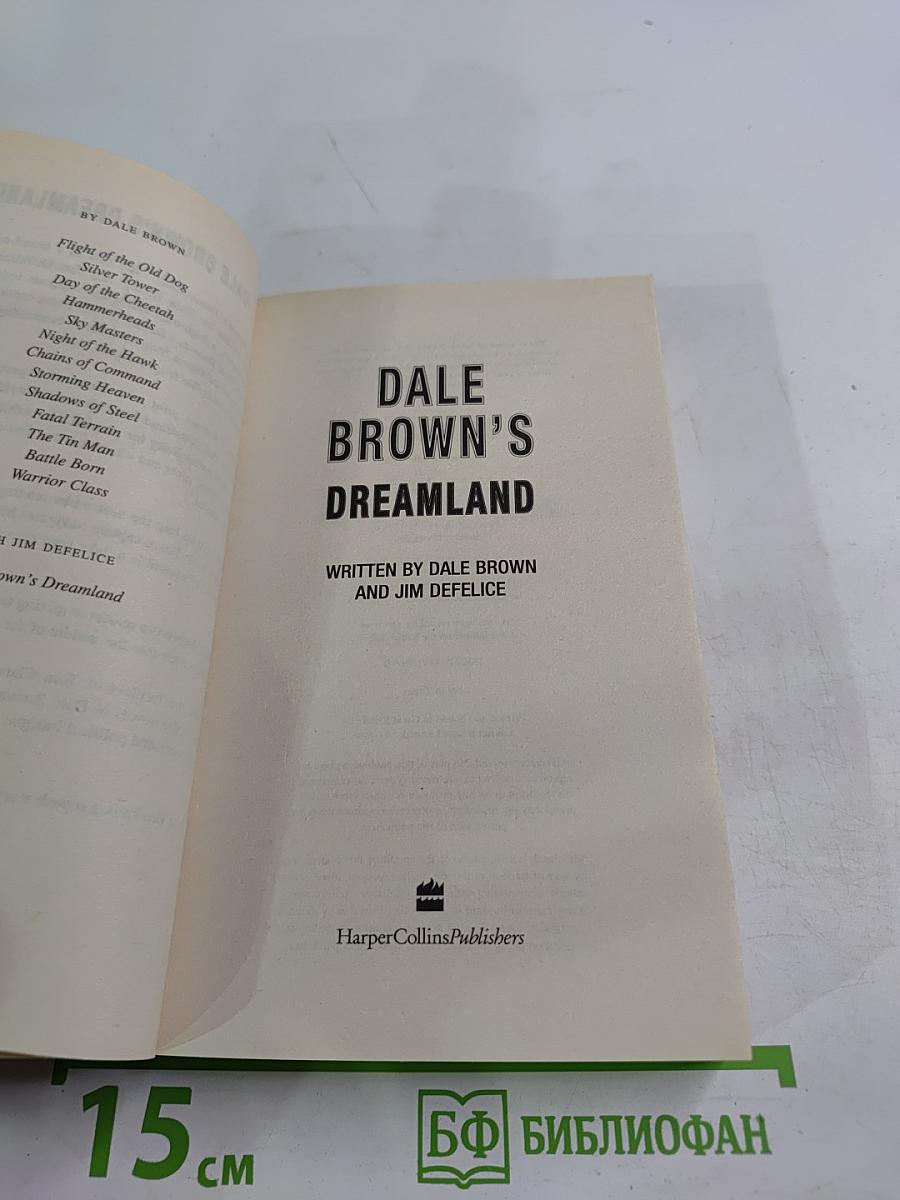 BY DALE BROWN
Flight of the Old Dog
Silver Tower
Day of the Cheetah
Hammerheads
Sky Masters
Night of the Hawk
Chains of Command
Storming Heaven
Shadows of Steel
Fatal Terrain
The Tin Man
Battle Born
Warrior Class
JIM DEFELICE
Dreamland
DALE
BROWN'S
DREAMLAND
WRITTEN BY DALE BROWN
AND JIM DEFELICE
HarperCollinsPublishers
15 см
БФ БИБЛИОФАН